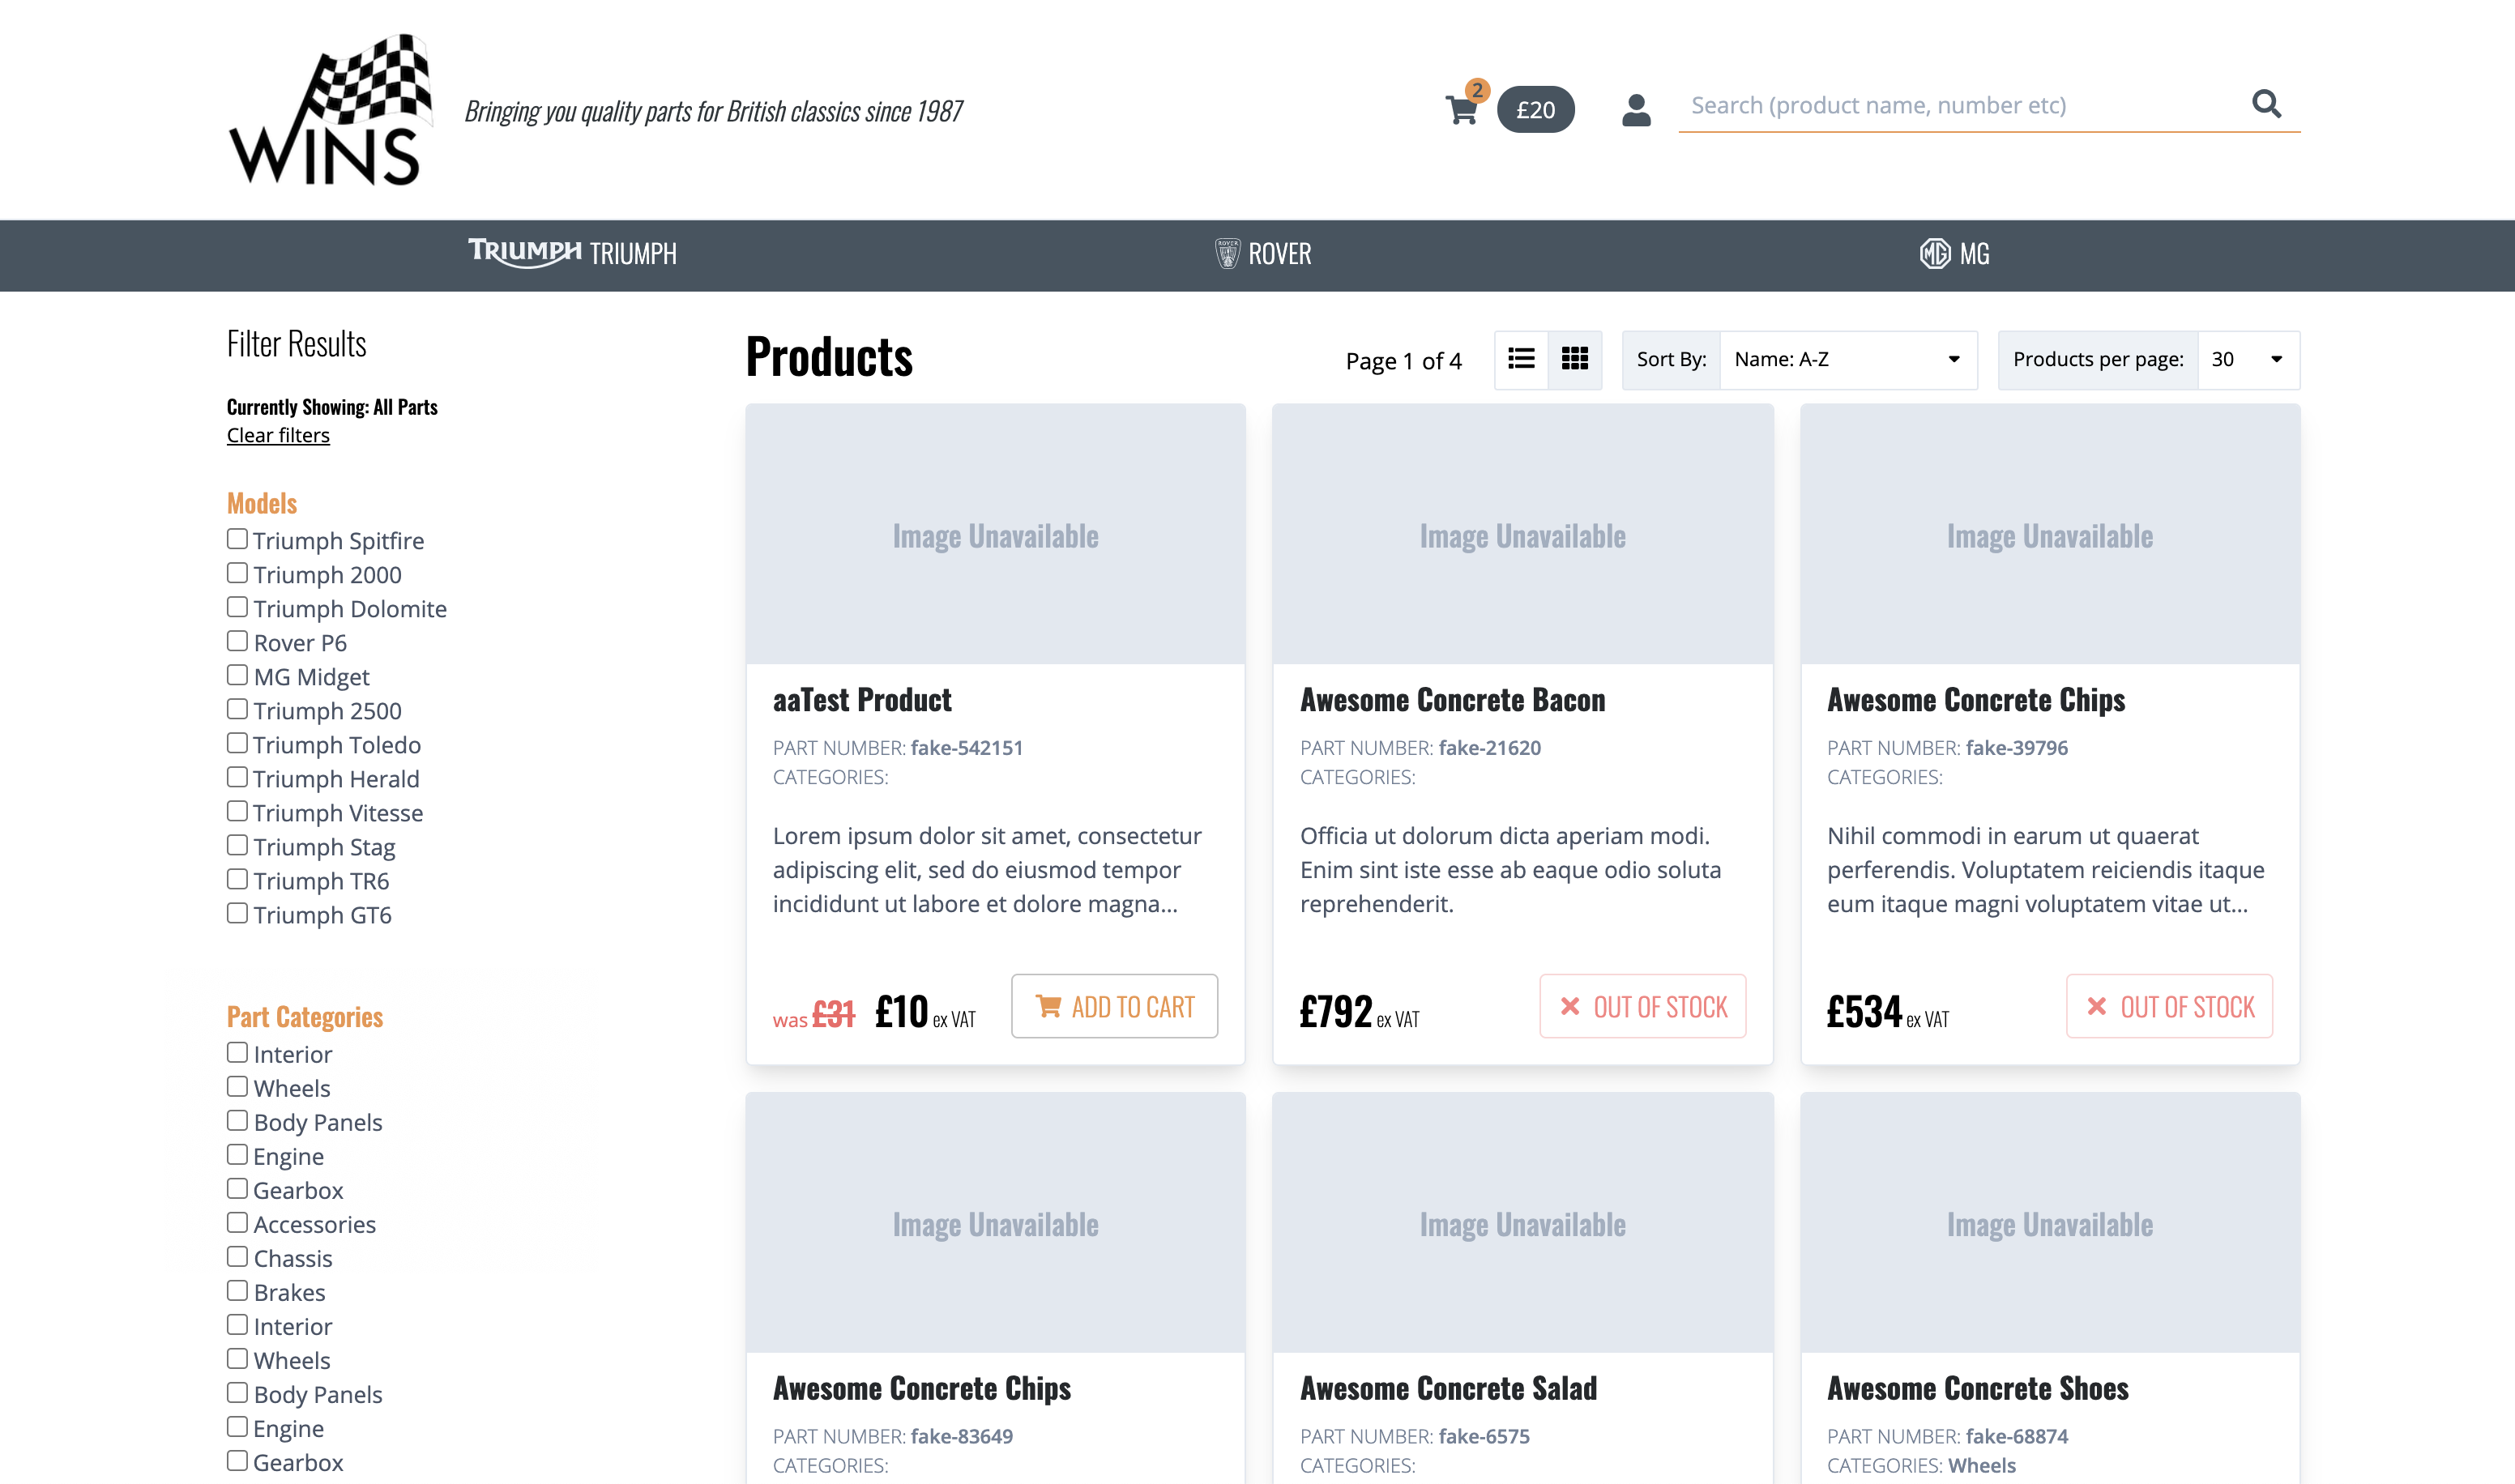 WINS
Bringing you quality parts for British classics since 1987
2
£20
Search (product name, number etc)
TRIUMPH TRIUMPH
ROVER ROVER
MG MG
Filter Results
Currently Showing: All Parts
Clear filters
Models
Triumph Spitfire
Triumph 2000
Triumph Dolomite
Rover P6
MG Midget
Triumph 2500
Triumph Toledo
Triumph Herald
Triumph Vitesse
Triumph Stag
Triumph TR6
Triumph GT6
Part Categories
Interior
Wheels
Body Panels
Engine
Gearbox
Accessories
Chassis
Brakes
Interior
Wheels
Body Panels
Engine
Gearbox
Products
Page 1 of 4
Sort By: Name: A-Z
Products per page: 30
Image Unavailable
aaTest Product
PART NUMBER: fake-542151
CATEGORIES:
Lorem ipsum dolor sit amet, consectetur
adipiscing elit, sed do eiusmod tempor
incididunt ut labore et dolore magna...
was £31 £10 ex VAT
ADD TO CART
Image Unavailable
Awesome Concrete Bacon
PART NUMBER: fake-21620
CATEGORIES:
Officia ut dolorum dicta aperiam modi.
Enim sint iste esse ab eaque odio soluta
reprehenderit.
£792 ex VAT
OUT OF STOCK
Image Unavailable
Awesome Concrete Chips
PART NUMBER: fake-39796
CATEGORIES:
Nihil commodi in earum ut quaerat
perferendis. Voluptatem reiciendis itaque
eum itaque magni voluptatem vitae ut...
£534 ex VAT
OUT OF STOCK
Image Unavailable
Awesome Concrete Chips
PART NUMBER: fake-83649
CATEGORIES:
Image Unavailable
Awesome Concrete Salad
PART NUMBER: fake-6575
CATEGORIES:
Image Unavailable
Awesome Concrete Shoes
PART NUMBER: fake-68874
CATEGORIES: Wheels